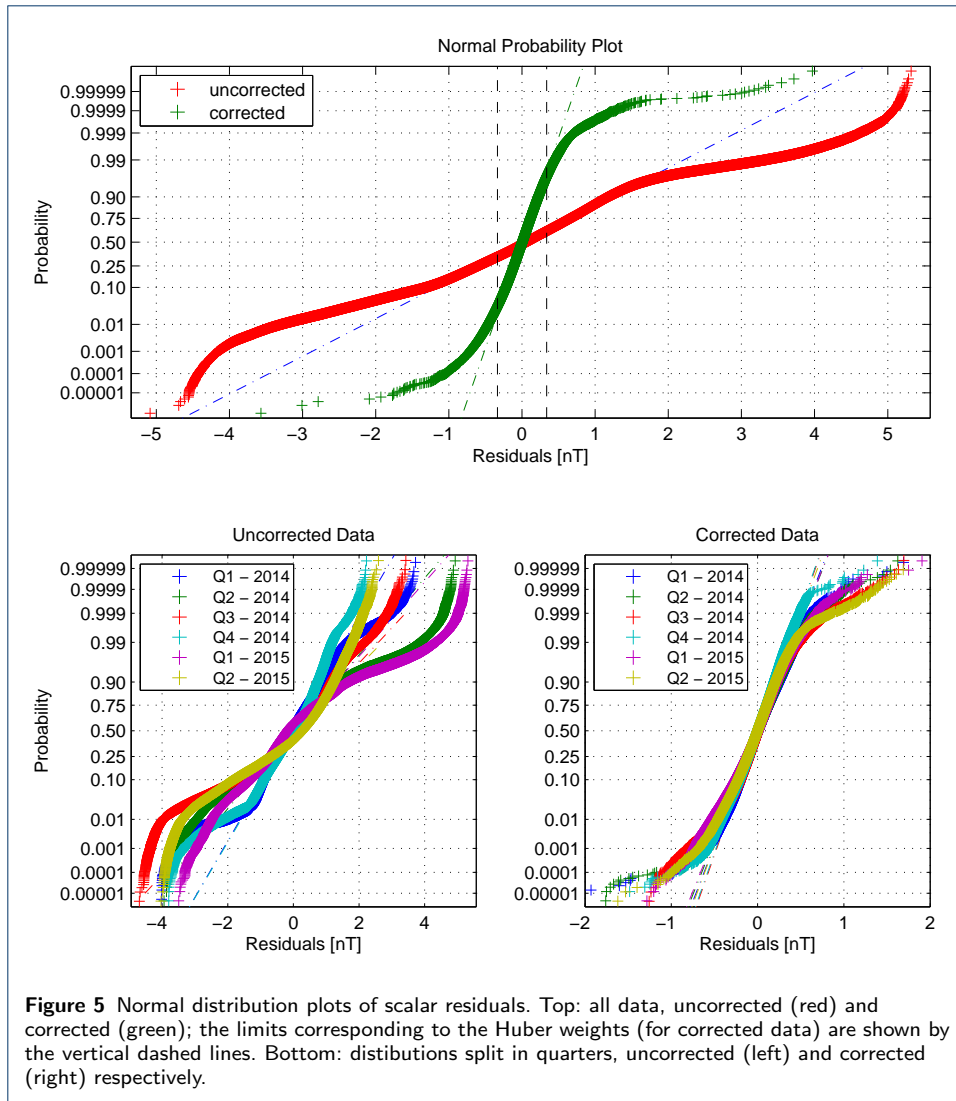 Normal Probability Plot
uncorrected
corrected
0.99999
0.9999
0.999
0.99
0.90
0.75
0.50
0.25
0.10
0.01
0.001
0.0001
0.00001
Probability
−5 −4 −3 −2 −1 0 1 2 3 4 5
Residuals [nT]
Uncorrected Data
Q1 − 2014
Q2 − 2014
Q3 − 2014
Q4 − 2014
Q1 − 2015
Q2 − 2015
0.99999
0.9999
0.999
0.99
0.90
0.75
0.50
0.25
0.10
0.01
0.001
0.0001
0.00001
Probability
−4 −2 0 2 4
Residuals [nT]
Corrected Data
Q1 − 2014
Q2 − 2014
Q3 − 2014
Q4 − 2014
Q1 − 2015
Q2 − 2015
0.99999
0.9999
0.999
0.99
0.90
0.75
0.50
0.25
0.10
0.01
0.001
0.0001
0.00001
−2 −1 0 1 2
Residuals [nT]
Figure 5 Normal distribution plots of scalar residuals. Top: all data, uncorrected (red) and
corrected (green); the limits corresponding to the Huber weights (for corrected data) are shown by
the vertical dashed lines. Bottom: distibutions split in quarters, uncorrected (left) and corrected
(right) respectively.